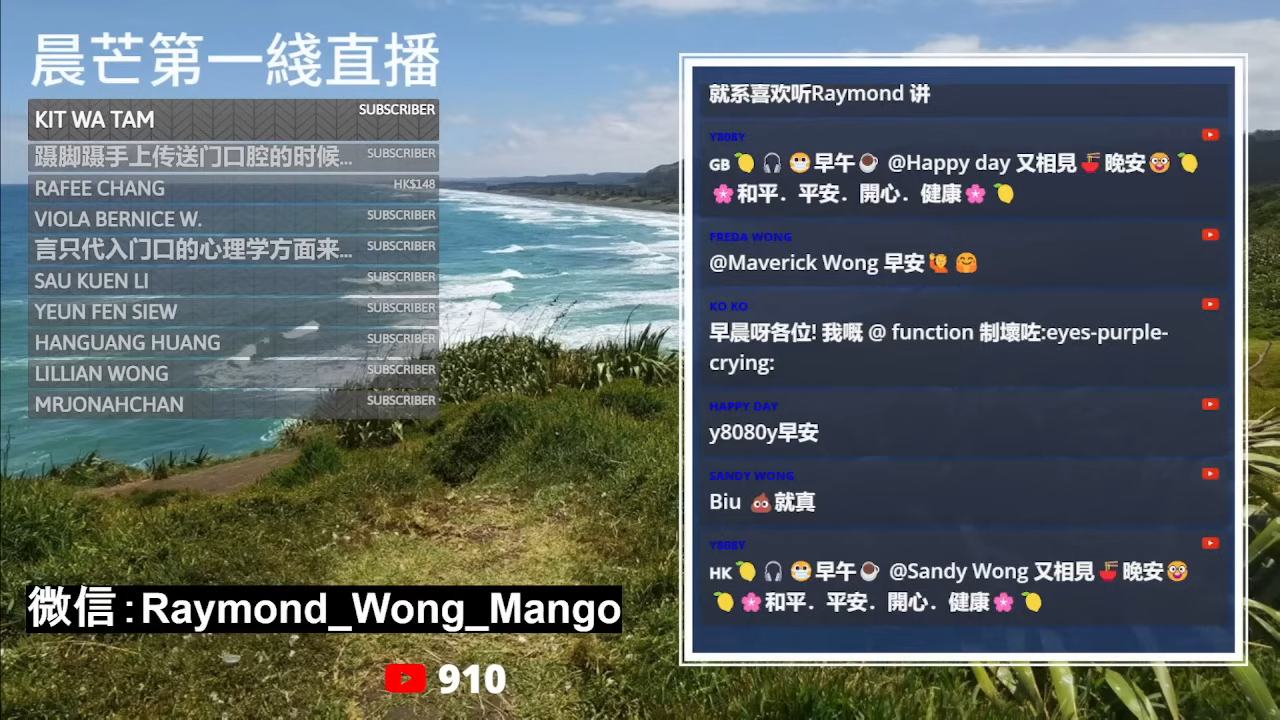 晨芒第一綫直播
KIT WA TAM SUBSCRIBER
蹑脚蹑手上传送门口腔的时候... SUBSCRIBER
RAFEE CHANG HK$148
VIOLA BERNICE W. SUBSCRIBER
言只代入门口的心理学方面来... SUBSCRIBER
SAU KUEN LI SUBSCRIBER
YEUN FEN SIEW SUBSCRIBER
HANGUANG HUANG SUBSCRIBER
LILLIAN WONG SUBSCRIBER
MRJONAHCHAN SUBSCRIBER
微信:Raymond_Wong_Mango
910
就系喜欢听Raymond 讲
Y808Y
GB🍋🎧😷早午☕ @Happy day 又相見🍜晚安🤡🍋
🌸和平．平安．開心．健康🌸🍋
FREDA WONG
@Maverick Wong 早安🙋🤗
KO KO
早晨呀各位! 我嘅 @ function 制壞咗:eyes-purple-
crying:
HAPPY DAY
y8080y早安
SANDY WONG
Biu 💩就真
Y808Y
HK🍋🎧😷早午☕ @Sandy Wong 又相見🍜晚安🤡
🍋🌸和平．平安．開心．健康🌸🍋